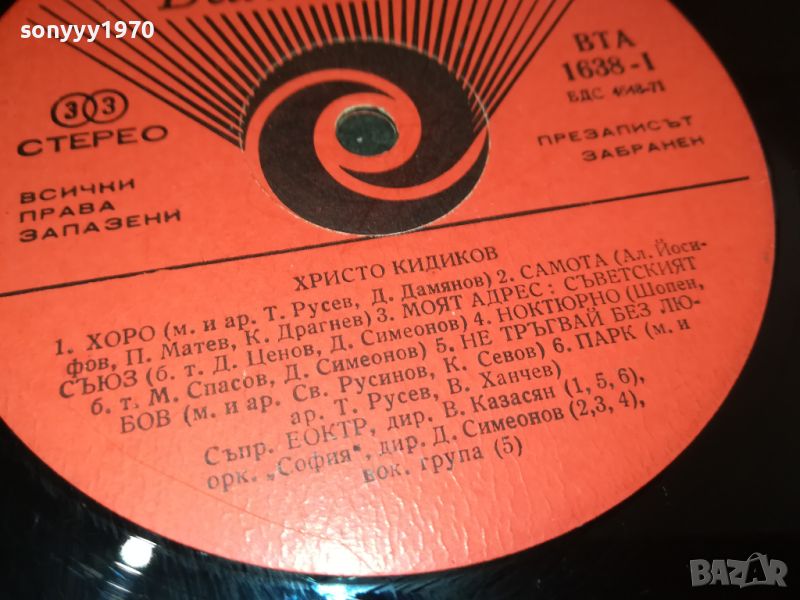 sonyyy1970
ВТА
1638-1
БДС 4643-71
33
СТЕРЕО
ПРЕЗАПИСЪТ
ЗАБРАНЕН
ВСИЧКИ
ПРАВА
ЗАПАЗЕНИ
ХРИСТО КИДИКОВ
1. ХОРО (м. и ар. Т. Русев, Д. Дамянов) 2. САМОТА (Ал. Йоси-
фов, П. Матев, К. Драгнев) 3. МОЯТ АДРЕС: СЪВЕТСКИЯТ
СЪЮЗ (б. т. Д. Ценов, Д. Симеонов) 4. НОКТЮРНО (Шопен,
б. т. М. Спасов, Д. Симеонов) 5. НЕ ТРЪГВАЙ БЕЗ ЛЮ-
БОВ (м. и ар. Св. Русинов, К. Севов) 6. ПАРК (м. и
ар. Т. Русев, В. Ханчев)
Съпр. ЕОКТР, дир. В. Казасян (1, 5, 6),
орк. „София", дир. Д. Симеонов (2,3, 4),
вок. група (5)
BAZAR